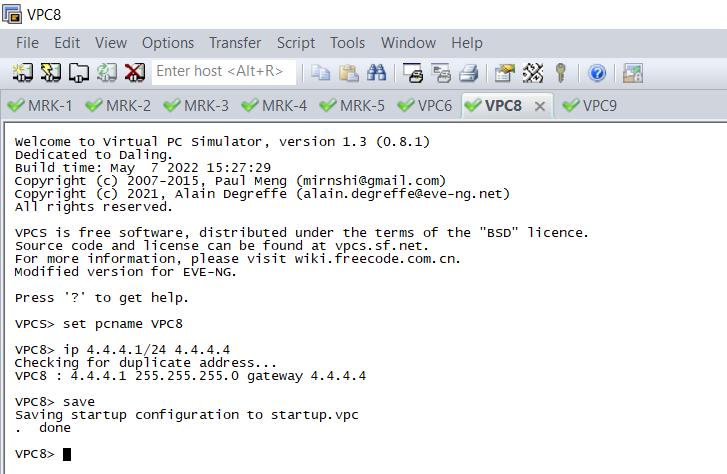 VPC8
File Edit View Options Transfer Script Tools Window Help
Enter host <Alt+R>
MRK-1 MRK-2 MRK-3 MRK-4 MRK-5 VPC6 VPC8 VPC9
Welcome to Virtual PC Simulator, version 1.3 (0.8.1)
Dedicated to Daling.
Build time: May  7 2022 15:27:29
Copyright (c) 2007-2015, Paul Meng (mirnshi@gmail.com)
Copyright (c) 2021, Alain Degreffe (alain.degreffe@eve-ng.net)
All rights reserved.
VPCS is free software, distributed under the terms of the "BSD" licence.
Source code and license can be found at vpcs.sf.net.
For more information, please visit wiki.freecode.com.cn.
Modified version for EVE-NG.
Press '?' to get help.
VPCS> set pcname VPC8
VPC8> ip 4.4.4.1/24 4.4.4.4
Checking for duplicate address...
VPC8 : 4.4.4.1 255.255.255.0 gateway 4.4.4.4
VPC8> save
Saving startup configuration to startup.vpc
.  done
VPC8>